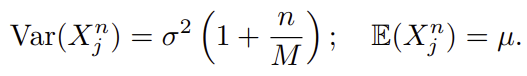 Var(X_j^n) = σ^2 (1 + n/M);  𝔼(X_j^n) = μ.